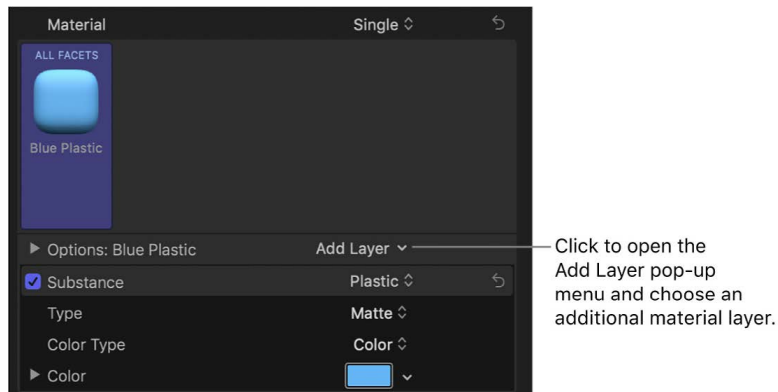 Material Single
ALL FACETS
Blue Plastic
Options: Blue Plastic Add Layer
Click to open the
Add Layer pop-up
menu and choose an
additional material layer.
Substance Plastic
Type Matte
Color Type Color
Color